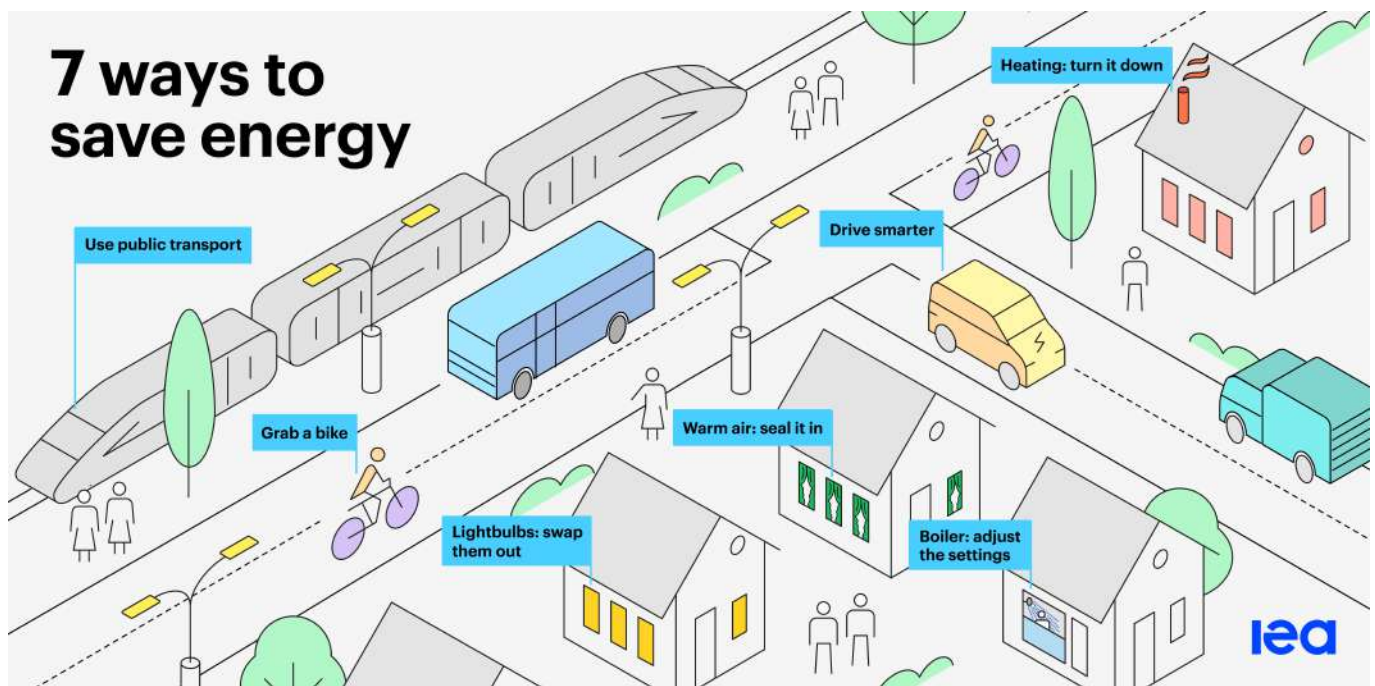 7 ways to
save energy
Heating: turn it down
Use public transport
Drive smarter
Grab a bike
Warm air: seal it in
Lightbulbs: swap
them out
Boiler: adjust
the settings
iea